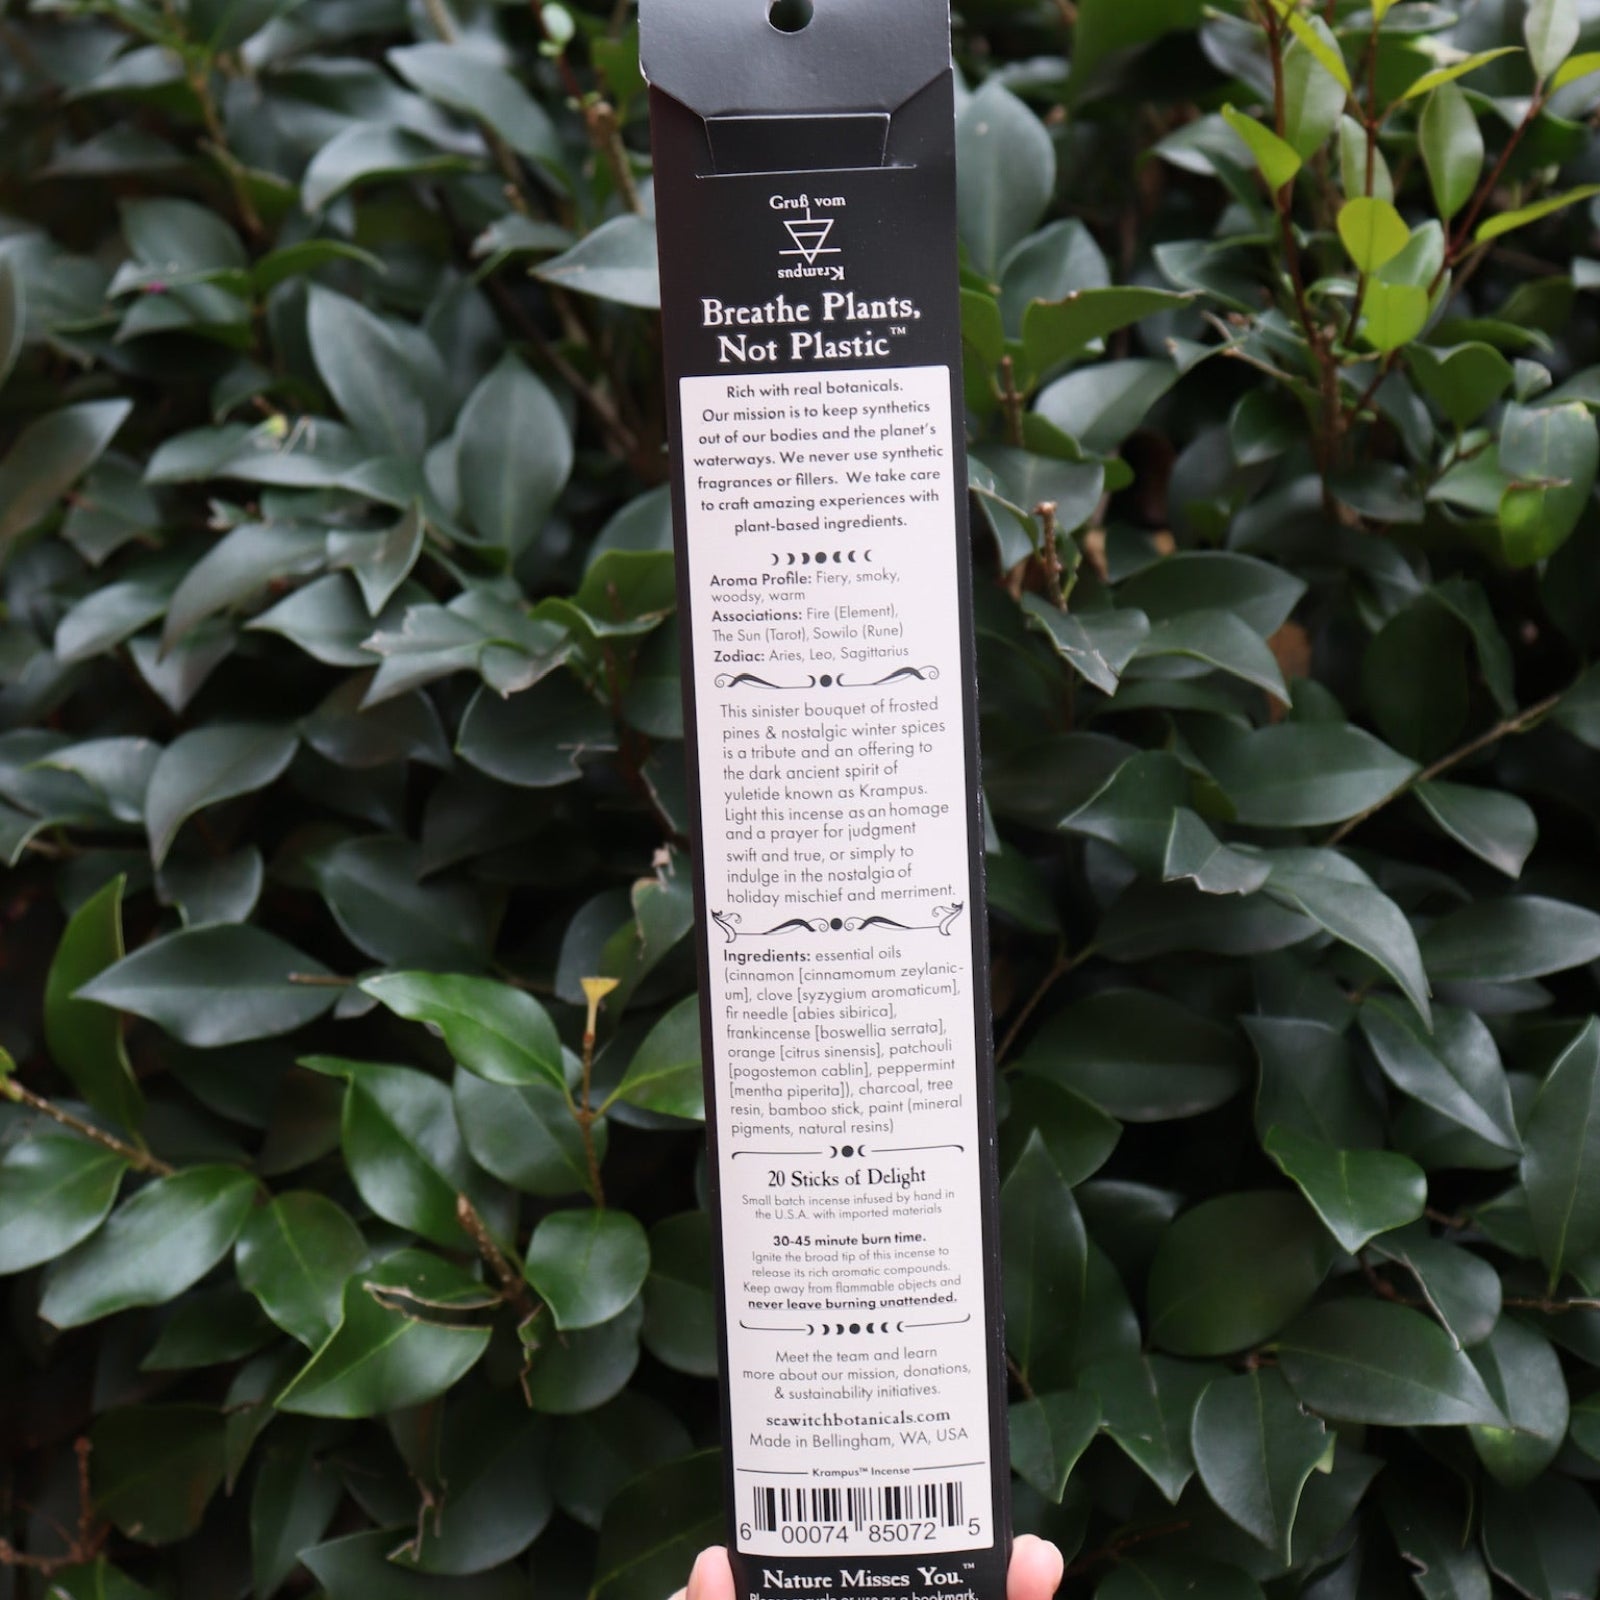 Gruß vom
Krampus
Breathe Plants,
Not Plastic™
Rich with real botanicals.
Our mission is to keep synthetics
out of our bodies and the planet's
waterways. We never use synthetic
fragrances or fillers. We take care
to craft amazing experiences with
plant-based ingredients.
Aroma Profile: Fiery, smoky,
woodsy, warm
Associations: Fire (Element),
The Sun (Tarot), Sowilo (Rune)
Zodiac: Aries, Leo, Sagittarius
This sinister bouquet of frosted
pines & nostalgic winter spices
is a tribute and an offering to
the dark ancient spirit of
yuletide known as Krampus.
Light this incense as an homage
and a prayer for judgment
swift and true, or simply to
indulge in the nostalgia of
holiday mischief and merriment.
Ingredients: essential oils
(cinnamon [cinnamomum zeylanic-
um], clove [syzygium aromaticum],
fir needle [abies sibirica],
frankincense [boswellia serrata],
orange [citrus sinensis], patchouli
[pogostemon cablin], peppermint
[mentha piperita]), charcoal, tree
resin, bamboo stick, paint (mineral
pigments, natural resins)
20 Sticks of Delight
Small batch incense infused by hand in
the U.S.A. with imported materials
30-45 minute burn time.
Ignite the broad tip of this incense to
release its rich aromatic compounds.
Keep away from flammable objects and
never leave burning unattended.
Meet the team and learn
more about our mission, donations,
& sustainability initiatives.
seawitchbotanicals.com
Made in Bellingham, WA, USA
Krampus™ Incense
6 00074 85072 5
Nature Misses You.™
Please recycle or use as a bookmark.